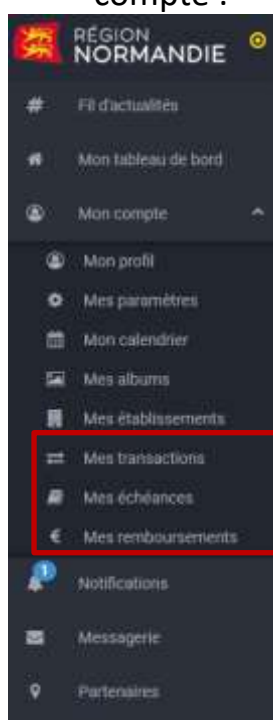 compte :
RÉGION
NORMANDIE
Fil d'actualités
Mon tableau de bord
Mon compte
Mon profil
Mes paramètres
Mon calendrier
Mes albums
Mes établissements
Mes transactions
Mes échéances
€ Mes remboursements
1
Notifications
Messagerie
Partenaires